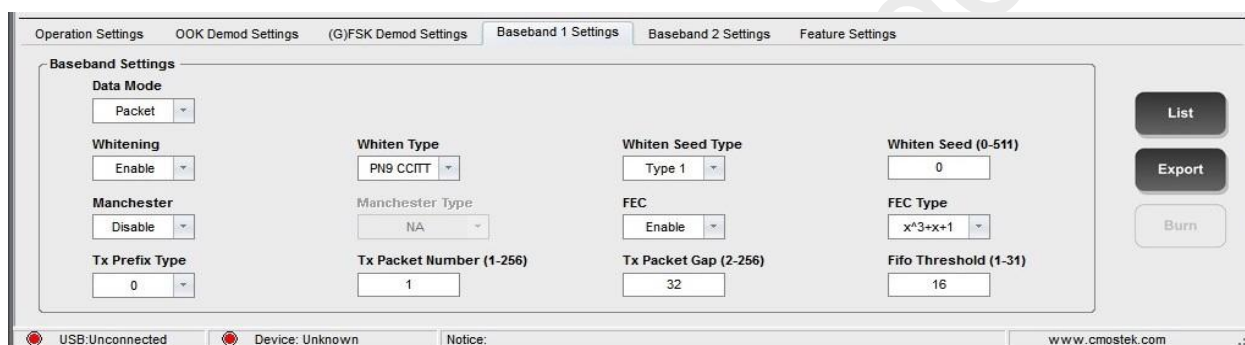 Operation Settings OOK Demod Settings (G)FSK Demod Settings Baseband 1 Settings Baseband 2 Settings Feature Settings
Baseband Settings
Data Mode
Packet
List
Whitening Whiten Type Whiten Seed Type Whiten Seed (0-511)
Enable PN9 CCITT Type 1 0
Export
Manchester Manchester Type FEC FEC Type
Disable NA Enable x^3+x+1
Burn
Tx Prefix Type Tx Packet Number (1-256) Tx Packet Gap (2-256) Fifo Threshold (1-31)
0 1 32 16
USB:Unconnected Device: Unknown Notice: www.cmostek.com